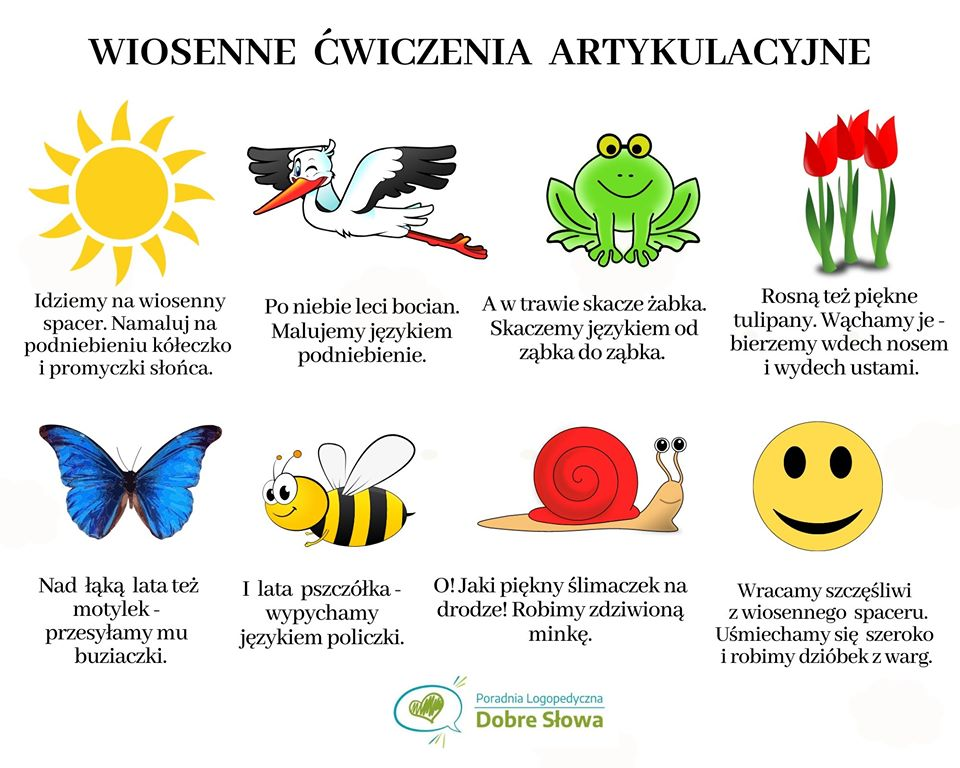 WIOSENNE ĆWICZENIA ARTYKULACYJNE
Idziemy na wiosenny
spacer. Namaluj na
podniebieniu kółeczko
i promyczki słońca.
Po niebie leci bocian.
Malujemy językiem
podniebienie.
A w trawie skacze żabka.
Skaczemy językiem od
ząbka do ząbka.
Rosną też piękne
tulipany. Wąchamy je -
bierzemy wdech nosem
i wydech ustami.
Nad łąką lata też
motylek -
przesyłamy mu
buziaczki.
I lata pszczółka -
wypychamy
językiem policzki.
O! Jaki piękny ślimaczek na
drodze! Robimy zdziwioną
minkę.
Wracamy szczęśliwi
z wiosennego spaceru.
Uśmiechamy się szeroko
i robimy dzióbek z warg.
Poradnia Logopedyczna
Dobre Słowa